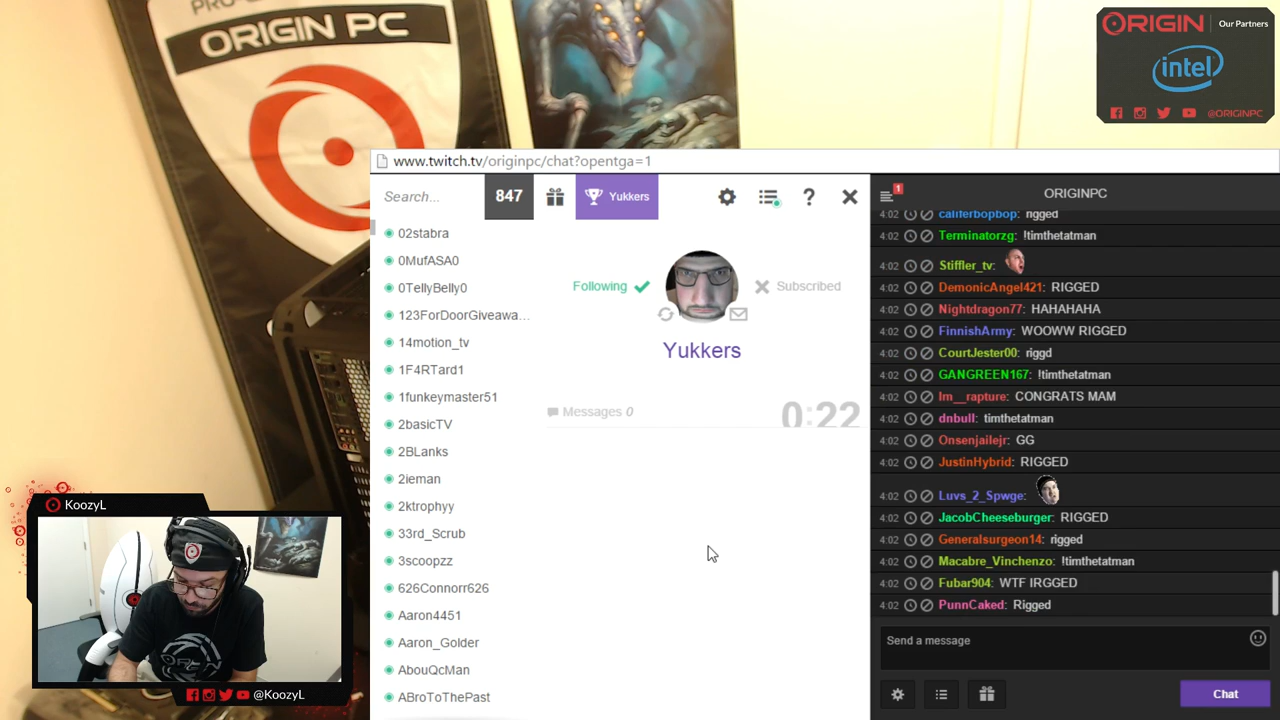 PRO-
ORIGIN PC
ORIGIN | Our Partners
intel
@ORIGINPC
www.twitch.tv/originpc/chat?opentga=1
Search...
847
Yukkers
?
02stabra
0MufASA0
0TellyBelly0
123ForDoorGiveawa...
14motion_tv
1F4RTard1
1funkeymaster51
2basicTV
2BLanks
2ieman
2ktrophyy
33rd_Scrub
3scoopzz
626Connorr626
Aaron4451
Aaron_Golder
AbouQcMan
ABroToThePast
Following
Subscribed
Yukkers
Messages 0
0:22
1
ORIGINPC
4:02 califerbopbop: rigged
4:02 Terminatorzg: !timthetatman
4:02 Stiffler_tv:
4:02 DemonicAngel421: RIGGED
4:02 Nightdragon77: HAHAHAHA
4:02 FinnishArmy: WOOWW RIGGED
4:02 CourtJester00: riggd
4:02 GANGREEN167: !timthetatman
4:02 Im__rapture: CONGRATS MAM
4:02 dnbull: timthetatman
4:02 Onsenjailejr: GG
4:02 JustinHybrid: RIGGED
4:02 Luvs_2_Spwge:
4:02 JacobCheeseburger: RIGGED
4:02 Generalsurgeon14: rigged
4:02 Macabre_Vinchenzo: !timthetatman
4:02 Fubar904: WTF IRGGED
4:02 PunnCaked: Rigged
Send a message
Chat
KoozyL
@KoozyL